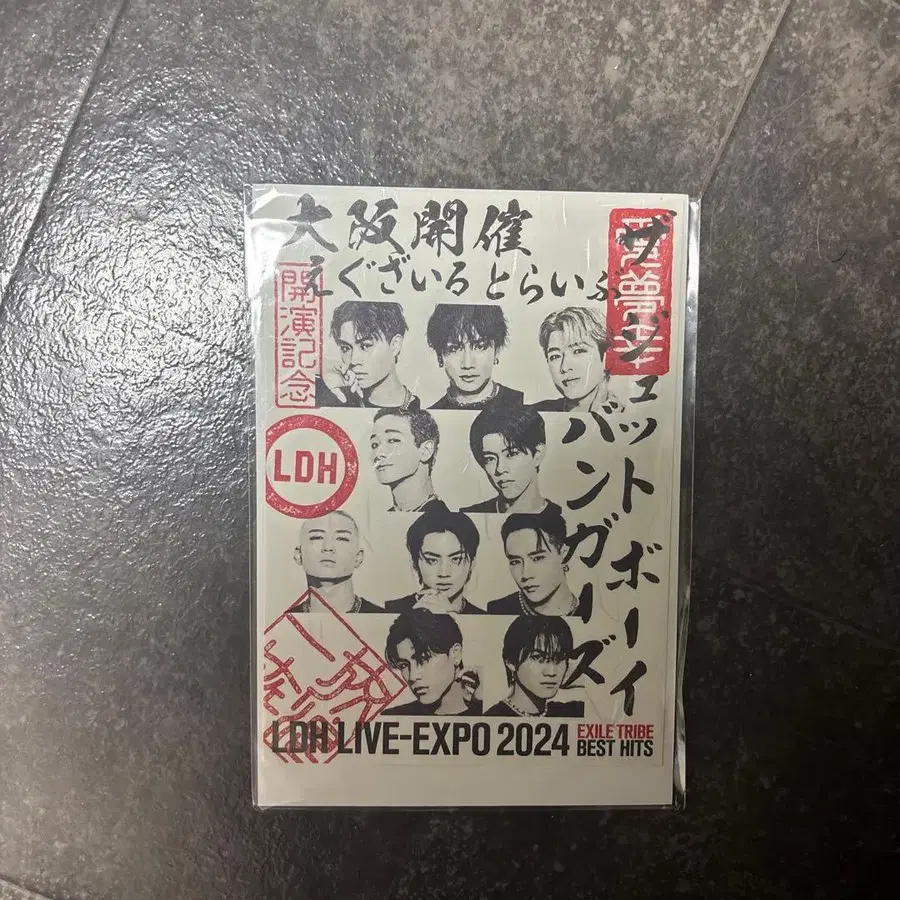 大阪開催
えぐざいるとらいぶ
ザ ジェットボーイ
バンガーズ
開演記念
LDH
LDH LIVE-EXPO 2024
EXILE TRIBE
BEST HITS